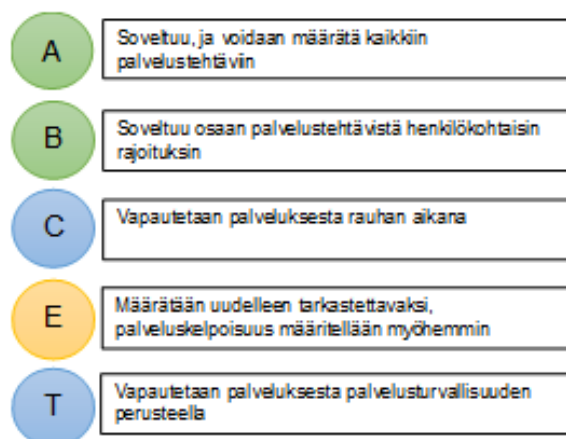 A
Soveltuu, ja voidaan määrätä kaikkiin
palvelustehtäviin
B
Soveltuu osaan palvelustehtävistä henkilökohtaisin
rajoituksin
C
Vapautetaan palveluksesta rauhan aikana
E
Määrätään uudelleen tarkastettavaksi,
palveluskelpoisuus määritellään myöhemmin
T
Vapautetaan palveluksesta palvelusturvallisuuden
perusteella